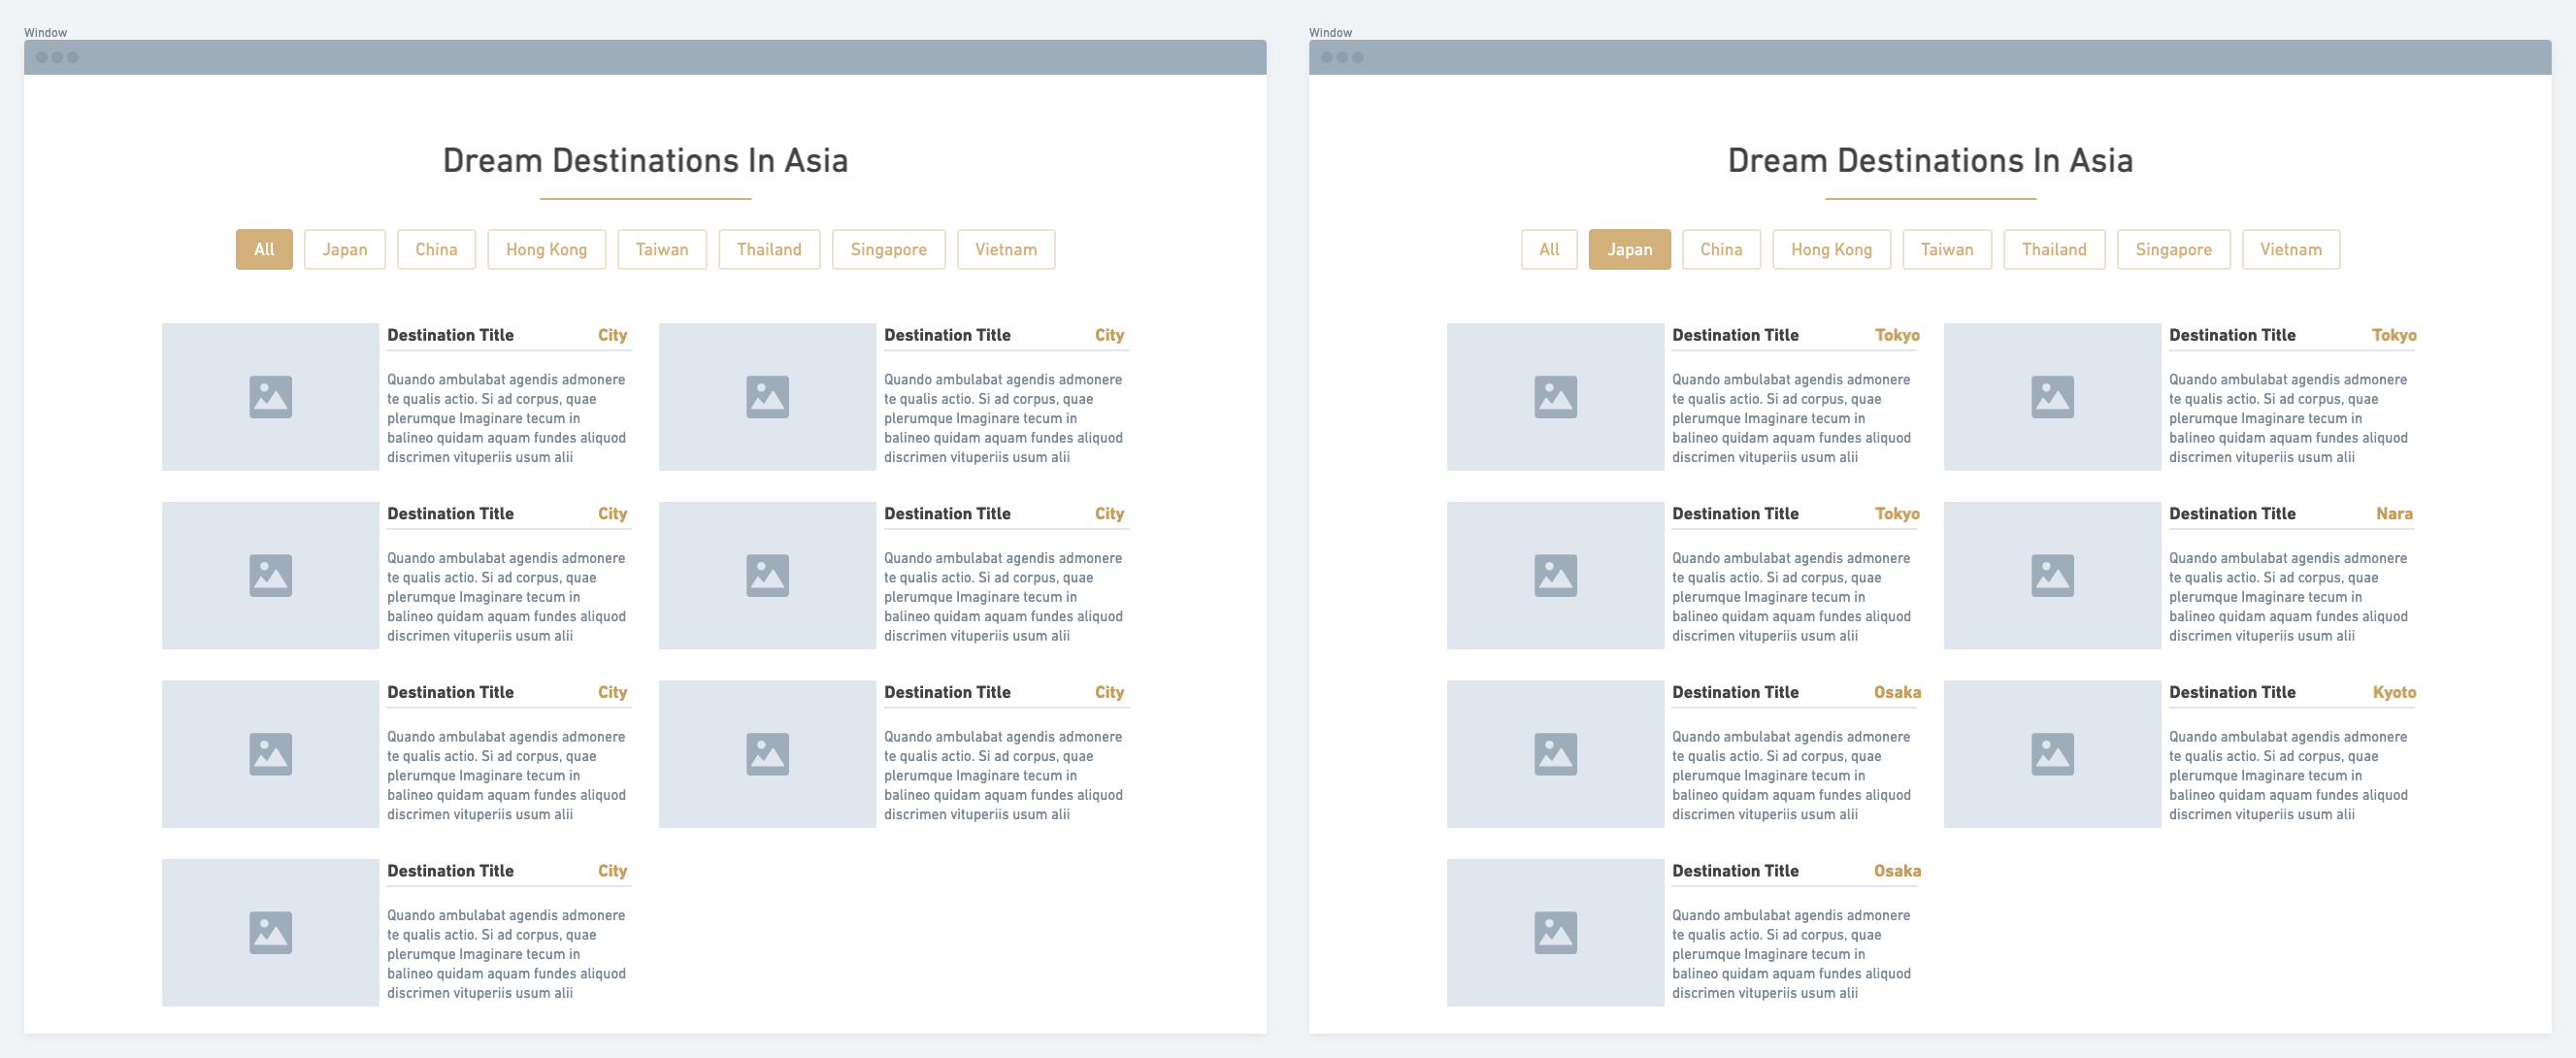 Window
Dream Destinations In Asia
All Japan China Hong Kong Taiwan Thailand Singapore Vietnam
Destination Title City
Quando ambulabat agendis admonere
te qualis actio. Si ad corpus, quae
plerumque Imaginare tecum in
balineo quidam aquam fundes aliquod
discrimen vituperiis usum alii
Destination Title City
Quando ambulabat agendis admonere
te qualis actio. Si ad corpus, quae
plerumque Imaginare tecum in
balineo quidam aquam fundes aliquod
discrimen vituperiis usum alii
Destination Title City
Quando ambulabat agendis admonere
te qualis actio. Si ad corpus, quae
plerumque Imaginare tecum in
balineo quidam aquam fundes aliquod
discrimen vituperiis usum alii
Destination Title City
Quando ambulabat agendis admonere
te qualis actio. Si ad corpus, quae
plerumque Imaginare tecum in
balineo quidam aquam fundes aliquod
discrimen vituperiis usum alii
Destination Title City
Quando ambulabat agendis admonere
te qualis actio. Si ad corpus, quae
plerumque Imaginare tecum in
balineo quidam aquam fundes aliquod
discrimen vituperiis usum alii
Destination Title City
Quando ambulabat agendis admonere
te qualis actio. Si ad corpus, quae
plerumque Imaginare tecum in
balineo quidam aquam fundes aliquod
discrimen vituperiis usum alii
Destination Title City
Quando ambulabat agendis admonere
te qualis actio. Si ad corpus, quae
plerumque Imaginare tecum in
balineo quidam aquam fundes aliquod
discrimen vituperiis usum alii
Window
Dream Destinations In Asia
All Japan China Hong Kong Taiwan Thailand Singapore Vietnam
Destination Title Tokyo
Quando ambulabat agendis admonere
te qualis actio. Si ad corpus, quae
plerumque Imaginare tecum in
balineo quidam aquam fundes aliquod
discrimen vituperiis usum alii
Destination Title Tokyo
Quando ambulabat agendis admonere
te qualis actio. Si ad corpus, quae
plerumque Imaginare tecum in
balineo quidam aquam fundes aliquod
discrimen vituperiis usum alii
Destination Title Tokyo
Quando ambulabat agendis admonere
te qualis actio. Si ad corpus, quae
plerumque Imaginare tecum in
balineo quidam aquam fundes aliquod
discrimen vituperiis usum alii
Destination Title Nara
Quando ambulabat agendis admonere
te qualis actio. Si ad corpus, quae
plerumque Imaginare tecum in
balineo quidam aquam fundes aliquod
discrimen vituperiis usum alii
Destination Title Osaka
Quando ambulabat agendis admonere
te qualis actio. Si ad corpus, quae
plerumque Imaginare tecum in
balineo quidam aquam fundes aliquod
discrimen vituperiis usum alii
Destination Title Kyoto
Quando ambulabat agendis admonere
te qualis actio. Si ad corpus, quae
plerumque Imaginare tecum in
balineo quidam aquam fundes aliquod
discrimen vituperiis usum alii
Destination Title Osaka
Quando ambulabat agendis admonere
te qualis actio. Si ad corpus, quae
plerumque Imaginare tecum in
balineo quidam aquam fundes aliquod
discrimen vituperiis usum alii